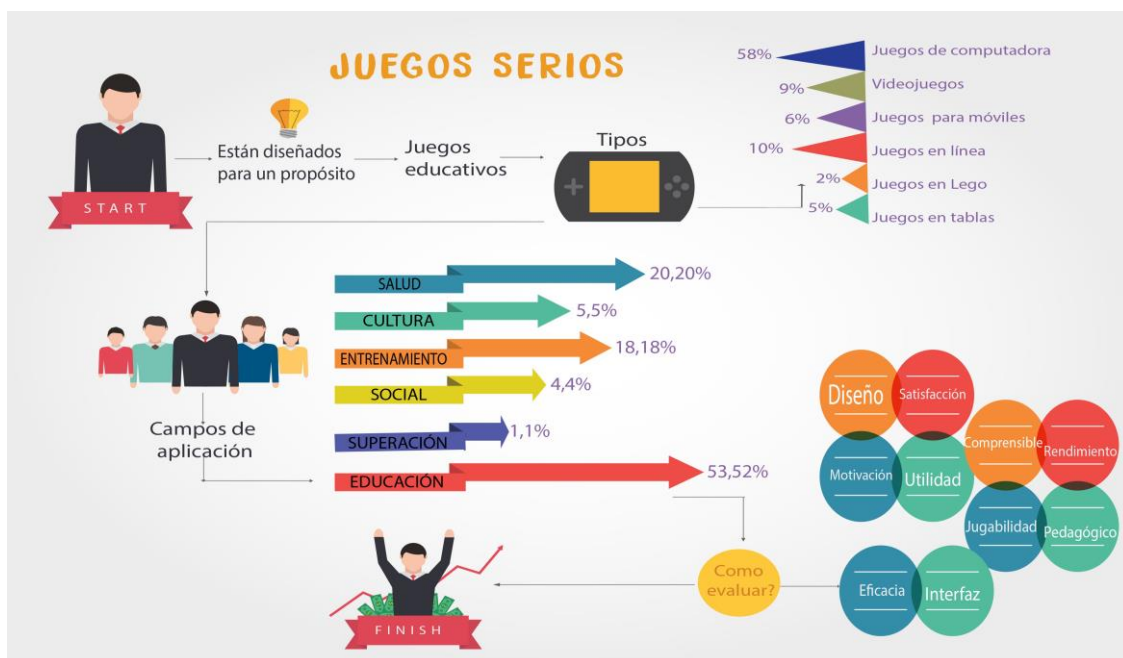 JUEGOS SERIOS
START
Están diseñados
para un propósito
Juegos
educativos
Tipos
58% Juegos de computadora
9% Videojuegos
6% Juegos para móviles
10% Juegos en línea
2% Juegos en Lego
5% Juegos en tablas
Campos de
aplicación
SALUD 20,20%
CULTURA 5,5%
ENTRENAMIENTO 18,18%
SOCIAL 4,4%
SUPERACIÓN 1,1%
EDUCACIÓN 53,52%
Como
evaluar?
Diseño Satisfacción
Motivación Utilidad
Comprensible Rendimiento
Jugabilidad Pedagógico
Eficacia Interfaz
FINISH